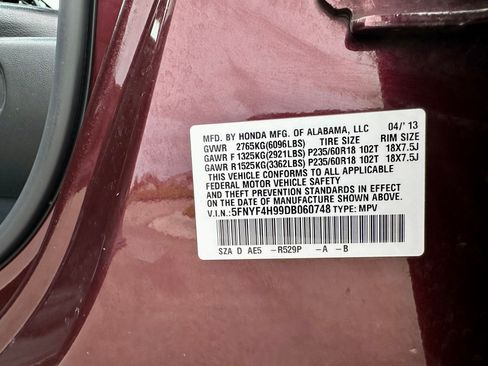 MFD. BY HONDA MFG. OF ALABAMA, LLC 04/'13
GVWR 2765KG(6096LBS) TIRE SIZE RIM SIZE
GAWR F 1325KG(2921LBS) P235/60R18 102T 18X7.5J
GAWR R1525KG(3362LBS) P235/60R18 102T 18X7.5J
THIS VEHICLE CONFORMS TO ALL APPLICABLE
FEDERAL MOTOR VEHICLE SAFETY
AND THEFT PREVENTION STANDARDS IN EFFECT
ON THE DATE OF MANUFACTURE SHOWN ABOVE.
V.I.N.: 5FNYF4H99DB060748 TYPE: MPV
SZA D AE5 -R529P -A -B